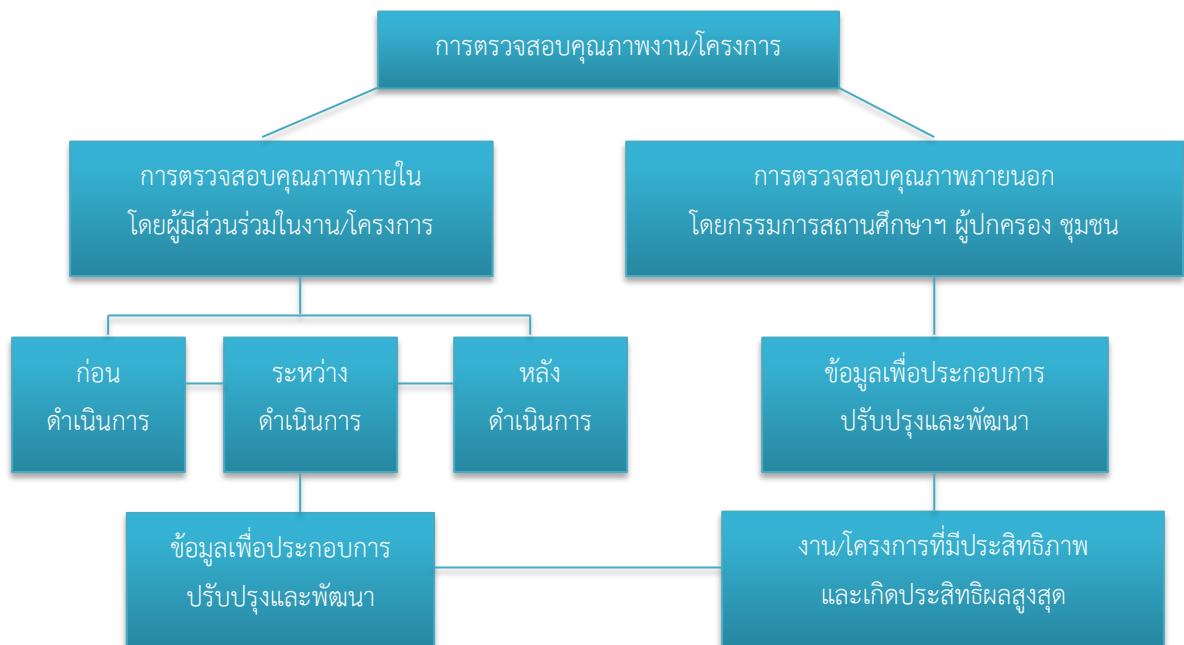 การตรวจสอบคุณภาพงาน/โครงการ
การตรวจสอบคุณภาพภายใน
โดยผู้มีส่วนร่วมในงาน/โครงการ
การตรวจสอบคุณภาพภายนอก
โดยกรรมการสถานศึกษาฯ ผู้ปกครอง ชุมชน
ก่อน
ดำเนินการ
ระหว่าง
ดำเนินการ
หลัง
ดำเนินการ
ข้อมูลเพื่อประกอบการ
ปรับปรุงและพัฒนา
ข้อมูลเพื่อประกอบการ
ปรับปรุงและพัฒนา
งาน/โครงการที่มีประสิทธิภาพ
และเกิดประสิทธิผลสูงสุด